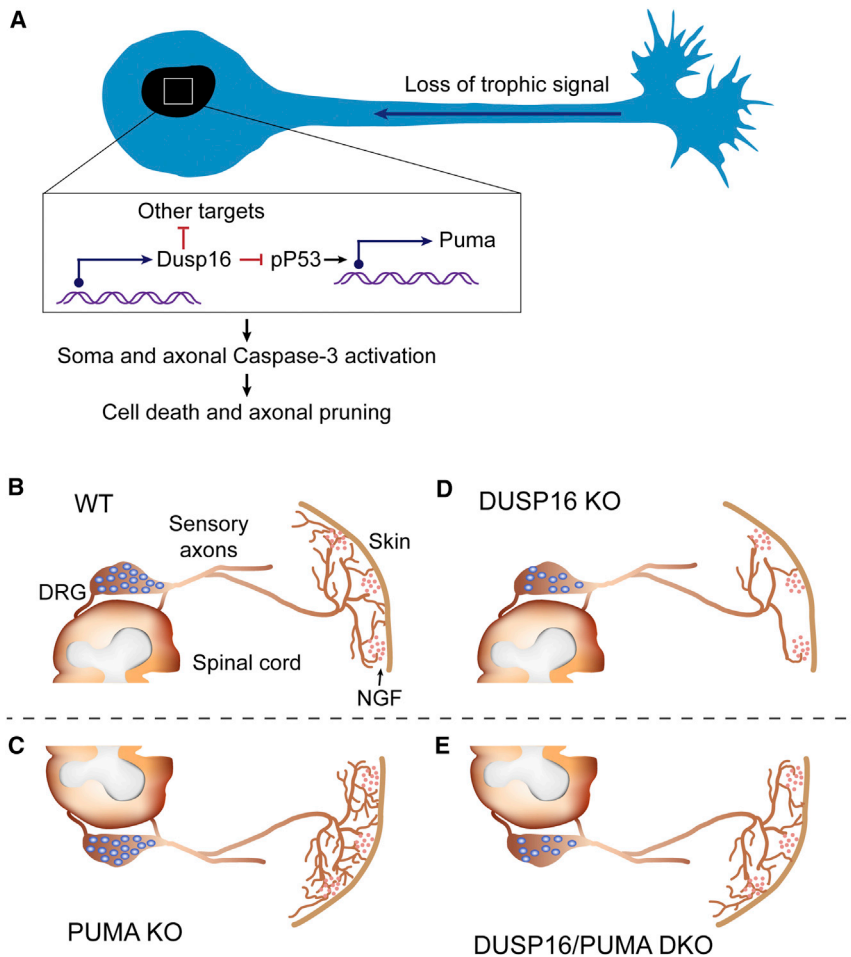 A
Loss of trophic signal
Other targets
Dusp16
pP53
Puma
Soma and axonal Caspase-3 activation
Cell death and axonal pruning
B
WT
Sensory
axons
Skin
DRG
Spinal cord
NGF
D
DUSP16 KO
C
PUMA KO
E
DUSP16/PUMA DKO